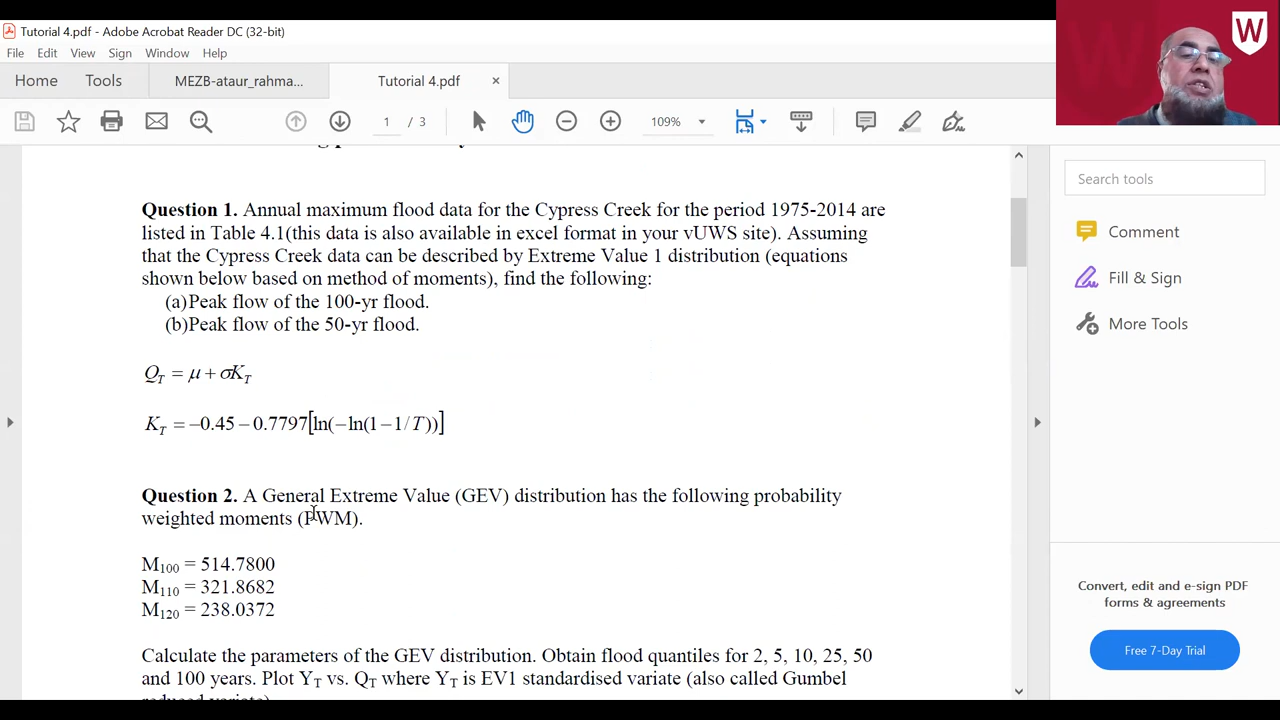 Tutorial 4.pdf - Adobe Acrobat Reader DC (32-bit)
File Edit View Sign Window Help
Home Tools MEZB-ataur_rahma... Tutorial 4.pdf ×
1 / 3 109%
Question 1. Annual maximum flood data for the Cypress Creek for the period 1975-2014 are
listed in Table 4.1(this data is also available in excel format in your vUWS site). Assuming
that the Cypress Creek data can be described by Extreme Value 1 distribution (equations
shown below based on method of moments), find the following:
(a)Peak flow of the 100-yr flood.
(b)Peak flow of the 50-yr flood.
Q_T = μ + σK_T
K_T = −0.45 − 0.7797[ln(−ln(1−1/T))]
Question 2. A General Extreme Value (GEV) distribution has the following probability
weighted moments (PWM).
M₁₀₀ = 514.7800
M₁₁₀ = 321.8682
M₁₂₀ = 238.0372
Calculate the parameters of the GEV distribution. Obtain flood quantiles for 2, 5, 10, 25, 50
and 100 years. Plot Y_T vs. Q_T where Y_T is EV1 standardised variate (also called Gumbel
reduced variate)
W
Search tools
Comment
Fill & Sign
More Tools
Convert, edit and e-sign PDF
forms & agreements
Free 7-Day Trial